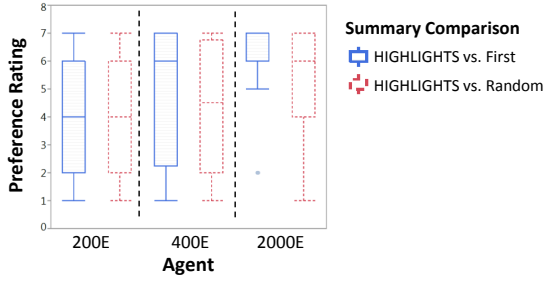 Preference Rating
8
7
6
5
4
3
2
1
0
200E
400E
2000E
Agent
Summary Comparison
HIGHLIGHTS vs. First
HIGHLIGHTS vs. Random